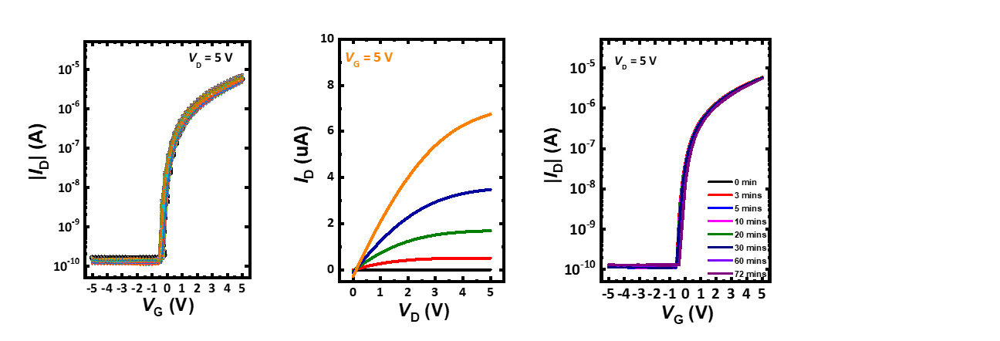 V_D = 5 V
10^-5
10^-6
10^-7
10^-8
10^-9
10^-10
|I_D| (A)
-5 -4 -3 -2 -1 0 1 2 3 4 5
V_G (V)
V_G = 5 V
10
8
6
4
2
0
I_D (uA)
0 1 2 3 4 5
V_D (V)
V_D = 5 V
10^-5
10^-6
10^-7
10^-8
10^-9
10^-10
|I_D| (A)
0 min
3 mins
5 mins
10 mins
20 mins
30 mins
60 mins
72 mins
-5 -4 -3 -2 -1 0 1 2 3 4 5
V_G (V)